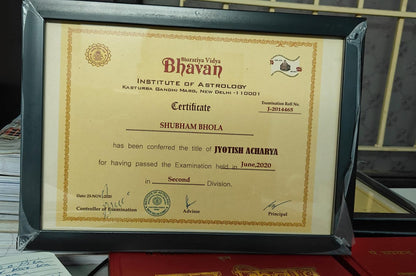 Bharatiya Vidya
Bhavan
INSTITUTE OF ASTROLOGY
KASTURBA GANDHI MARG, NEW DELHI -110001
Certificate
Examination Roll No.
J-2014465
SHUBHAM BHOLA
has been conferred the title of JYOTISH ACHARYA
for having passed the Examination held in June,2020
in Second Division.
Controller of Examination
Advisor
Principal